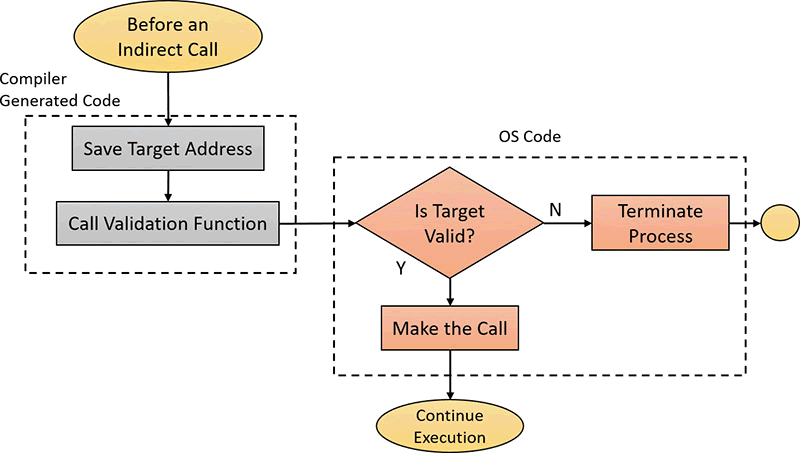 Before an
Indirect Call
Compiler
Generated Code
Save Target Address
Call Validation Function
OS Code
Is Target
Valid?
N
Terminate
Process
Y
Make the Call
Continue
Execution